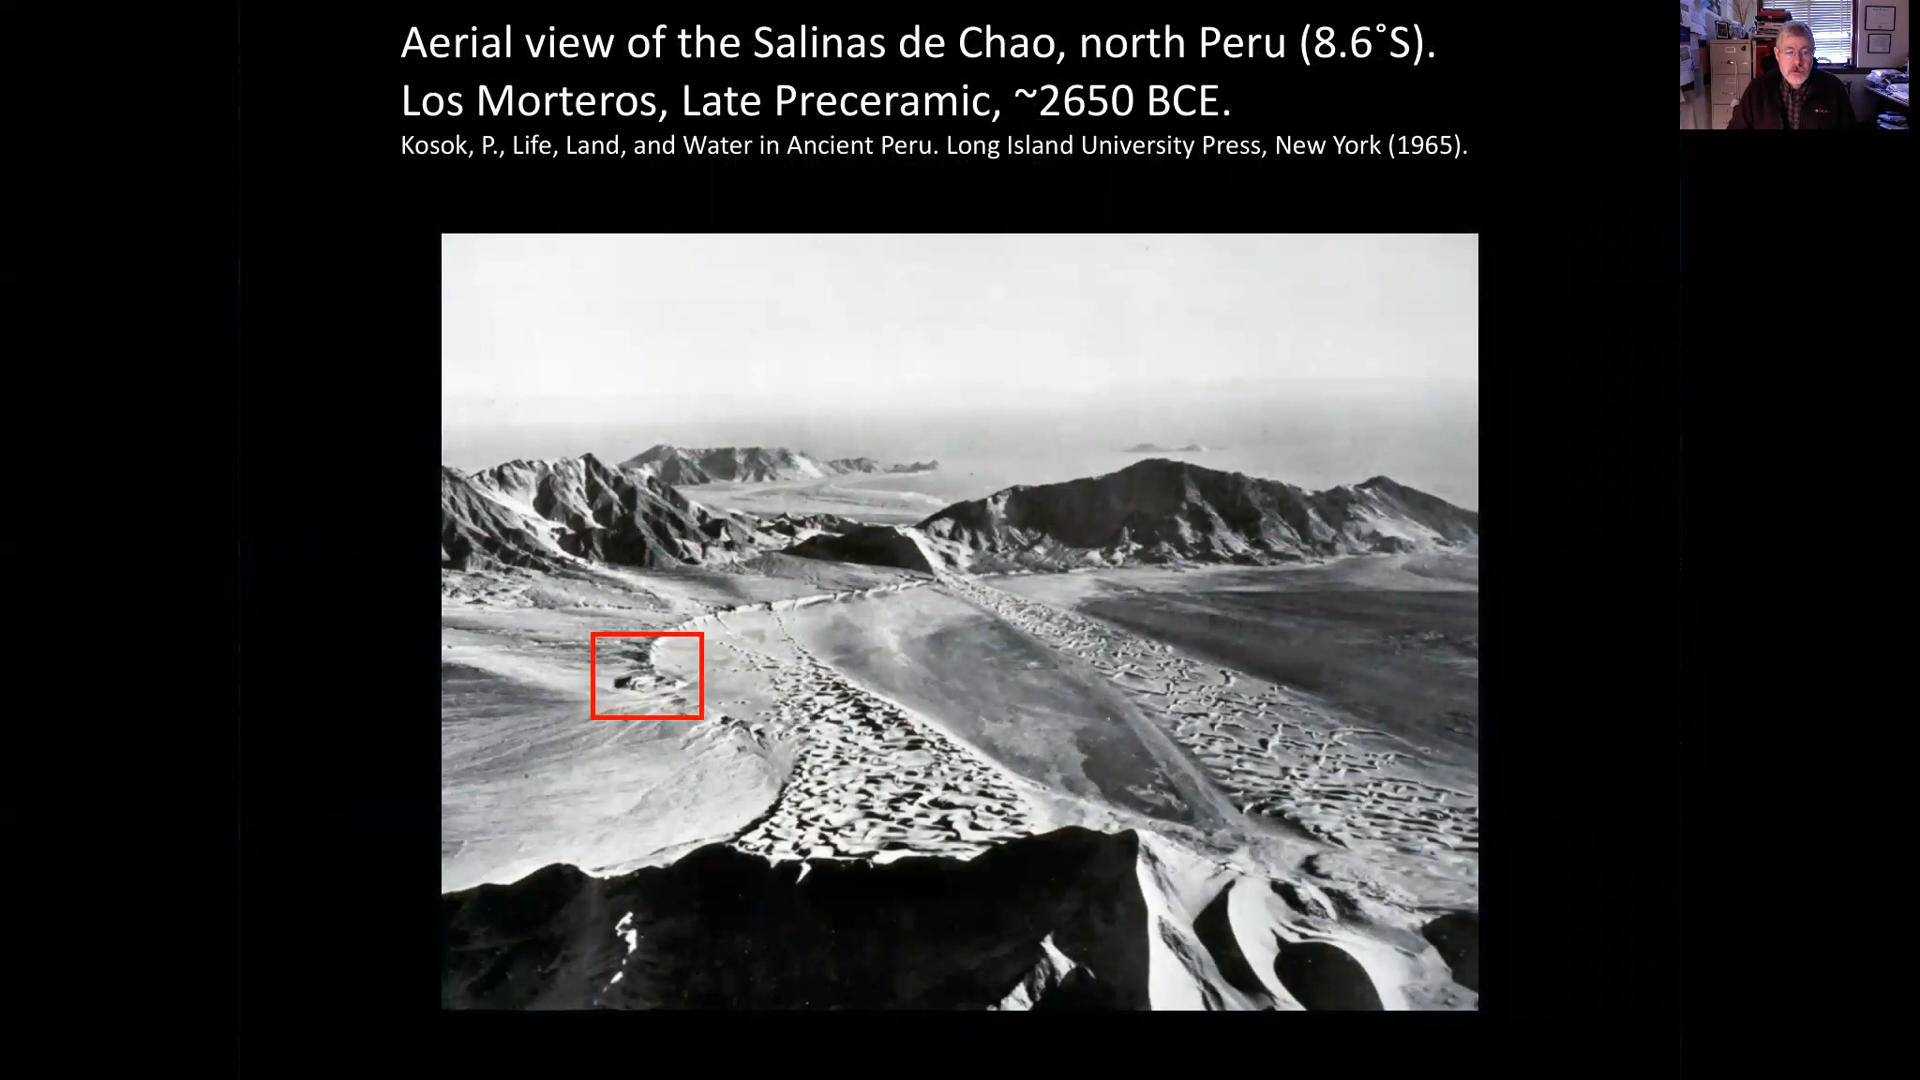 Aerial view of the Salinas de Chao, north Peru (8.6˚S).
Los Morteros, Late Preceramic, ~2650 BCE.
Kosok, P., Life, Land, and Water in Ancient Peru. Long Island University Press, New York (1965).